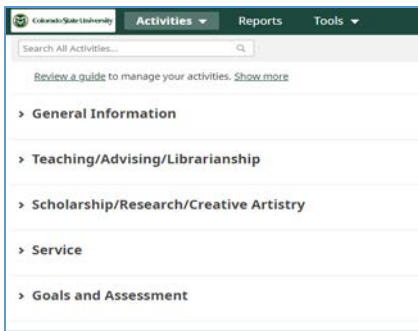 Colorado State University
Activities
Reports
Tools
Search All Activities...
Review a guide to manage your activities. Show more
General Information
Teaching/Advising/Librarianship
Scholarship/Research/Creative Artistry
Service
Goals and Assessment